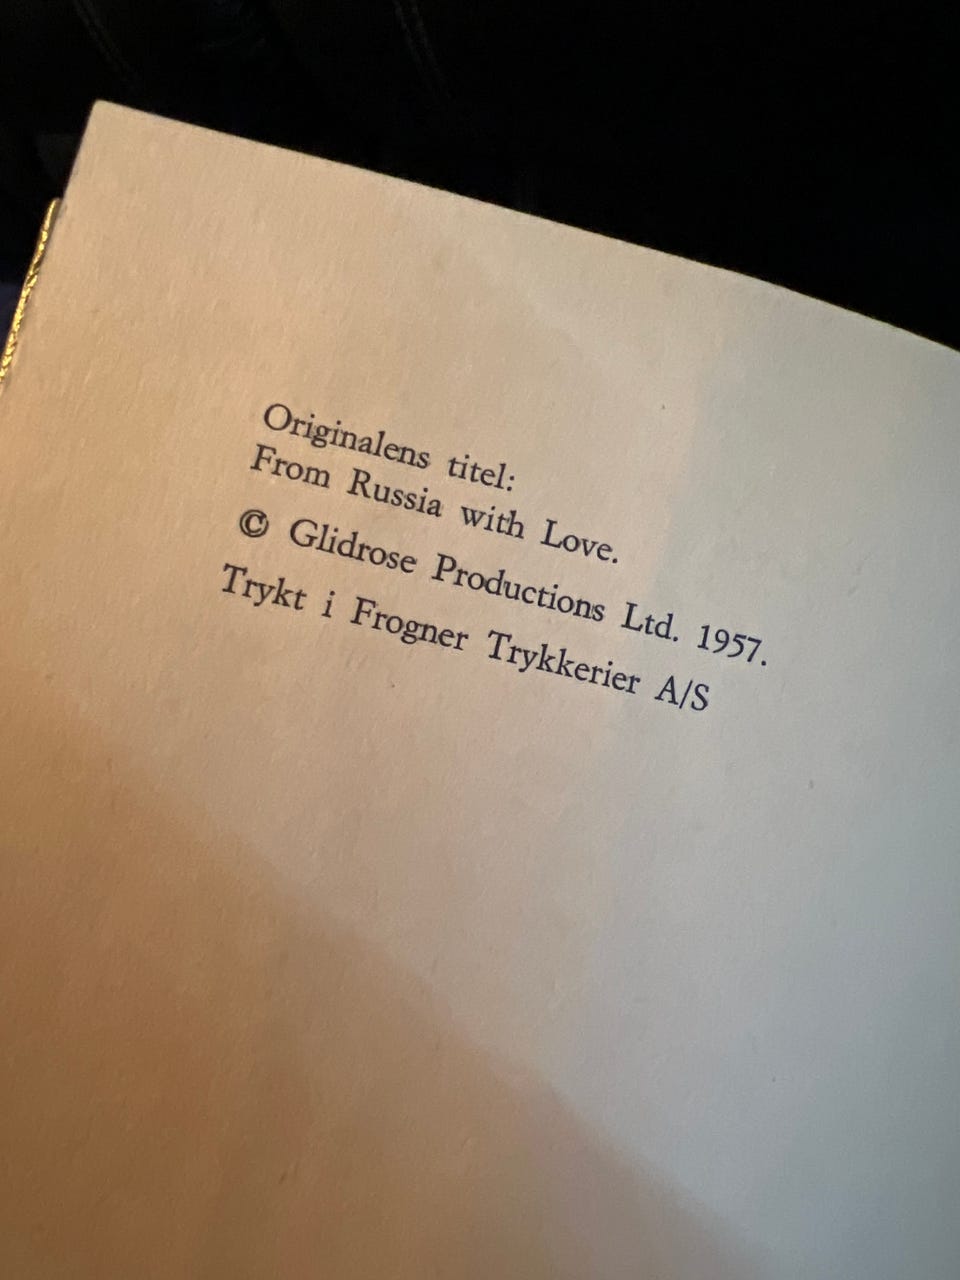 Originalens titel:
From Russia with Love.
© Glidrose Productions Ltd. 1957.
Trykt i Frogner Trykkerier A/S